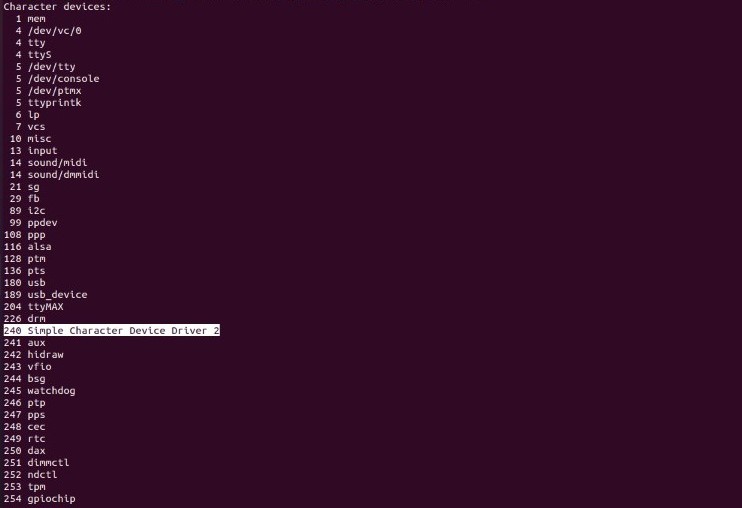 Character devices:
1 mem
4 /dev/vc/0
4 tty
4 ttyS
5 /dev/tty
5 /dev/console
5 /dev/ptmx
5 ttyprintk
6 lp
7 vcs
10 misc
13 input
14 sound/midi
14 sound/dmmidi
21 sg
29 fb
89 i2c
99 ppdev
108 ppp
116 alsa
128 ptm
136 pts
180 usb
189 usb_device
204 ttyMAX
226 drm
240 Simple Character Device Driver 2
241 aux
242 hidraw
243 vfio
244 bsg
245 watchdog
246 ptp
247 pps
248 cec
249 rtc
250 dax
251 dimmctl
252 ndctl
253 tpm
254 gpiochip